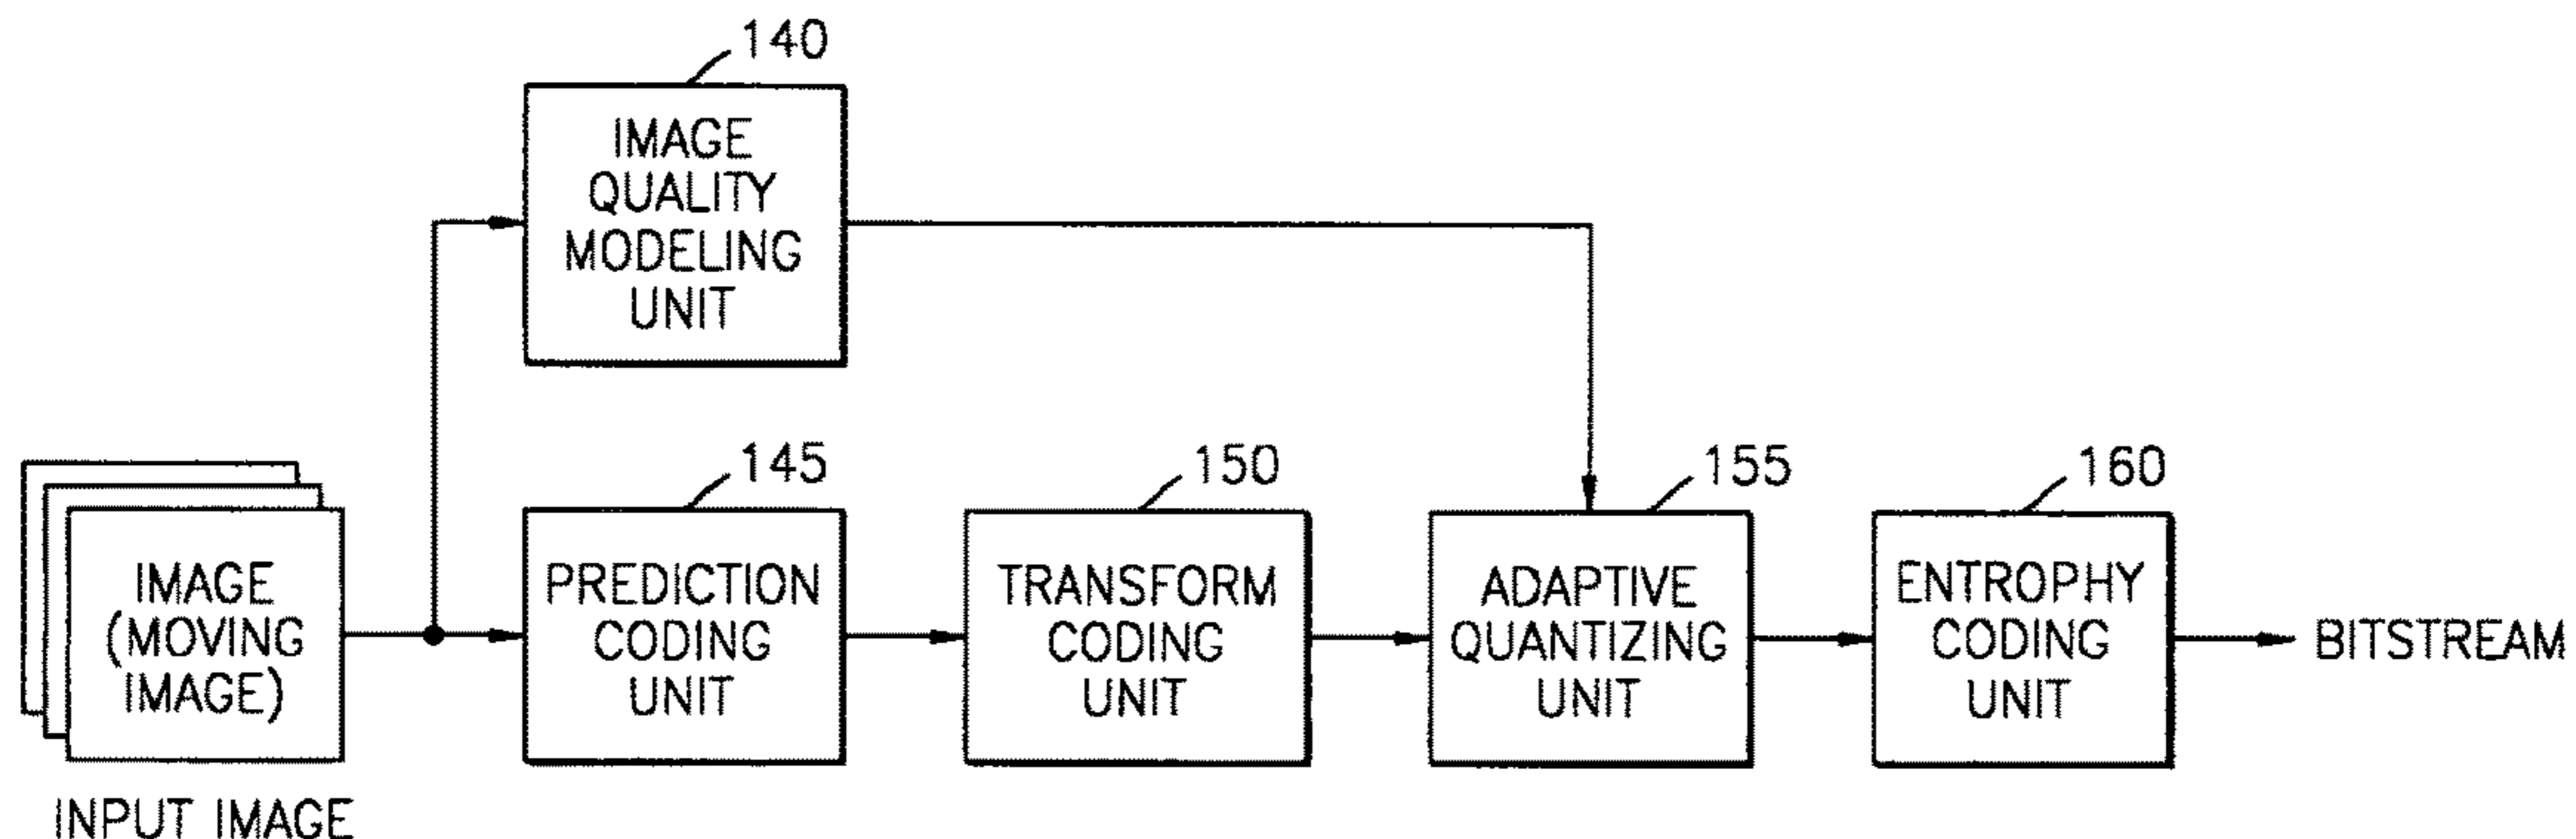 140
IMAGE
QUALITY
MODELING
UNIT
145
150
155
160
IMAGE
(MOVING
IMAGE)
PREDICTION
CODING
UNIT
TRANSFORM
CODING
UNIT
ADAPTIVE
QUANTIZING
UNIT
ENTROPHY
CODING
UNIT
BITSTREAM
INPUT IMAGE